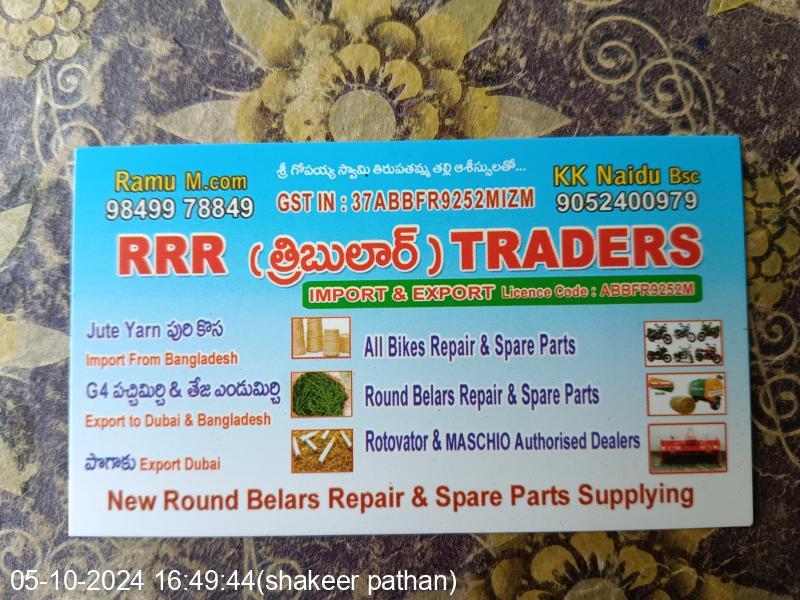 శ్రీ గోపయ్య స్వామి తిరుపతమ్మ తల్లి ఆశీస్సులతో...
Ramu M.com
98499 78849
GST IN : 37ABBFR9252MIZM
KK Naidu Bsc
9052400979
RRR (త్రిబులార్) TRADERS
IMPORT & EXPORT Licence Code : ABBFR9252M
Jute Yarn పురి కొస
Import From Bangladesh
G4 పచ్చిమిర్చి & తేజ ఎండుమిర్చి
Export to Dubai & Bangladesh
పొగాకు Export Dubai
All Bikes Repair & Spare Parts
Round Belars Repair & Spare Parts
Rotovator & MASCHIO Authorised Dealers
New Round Belars Repair & Spare Parts Supplying
05-10-2024 16:49:44(shakeer pathan)